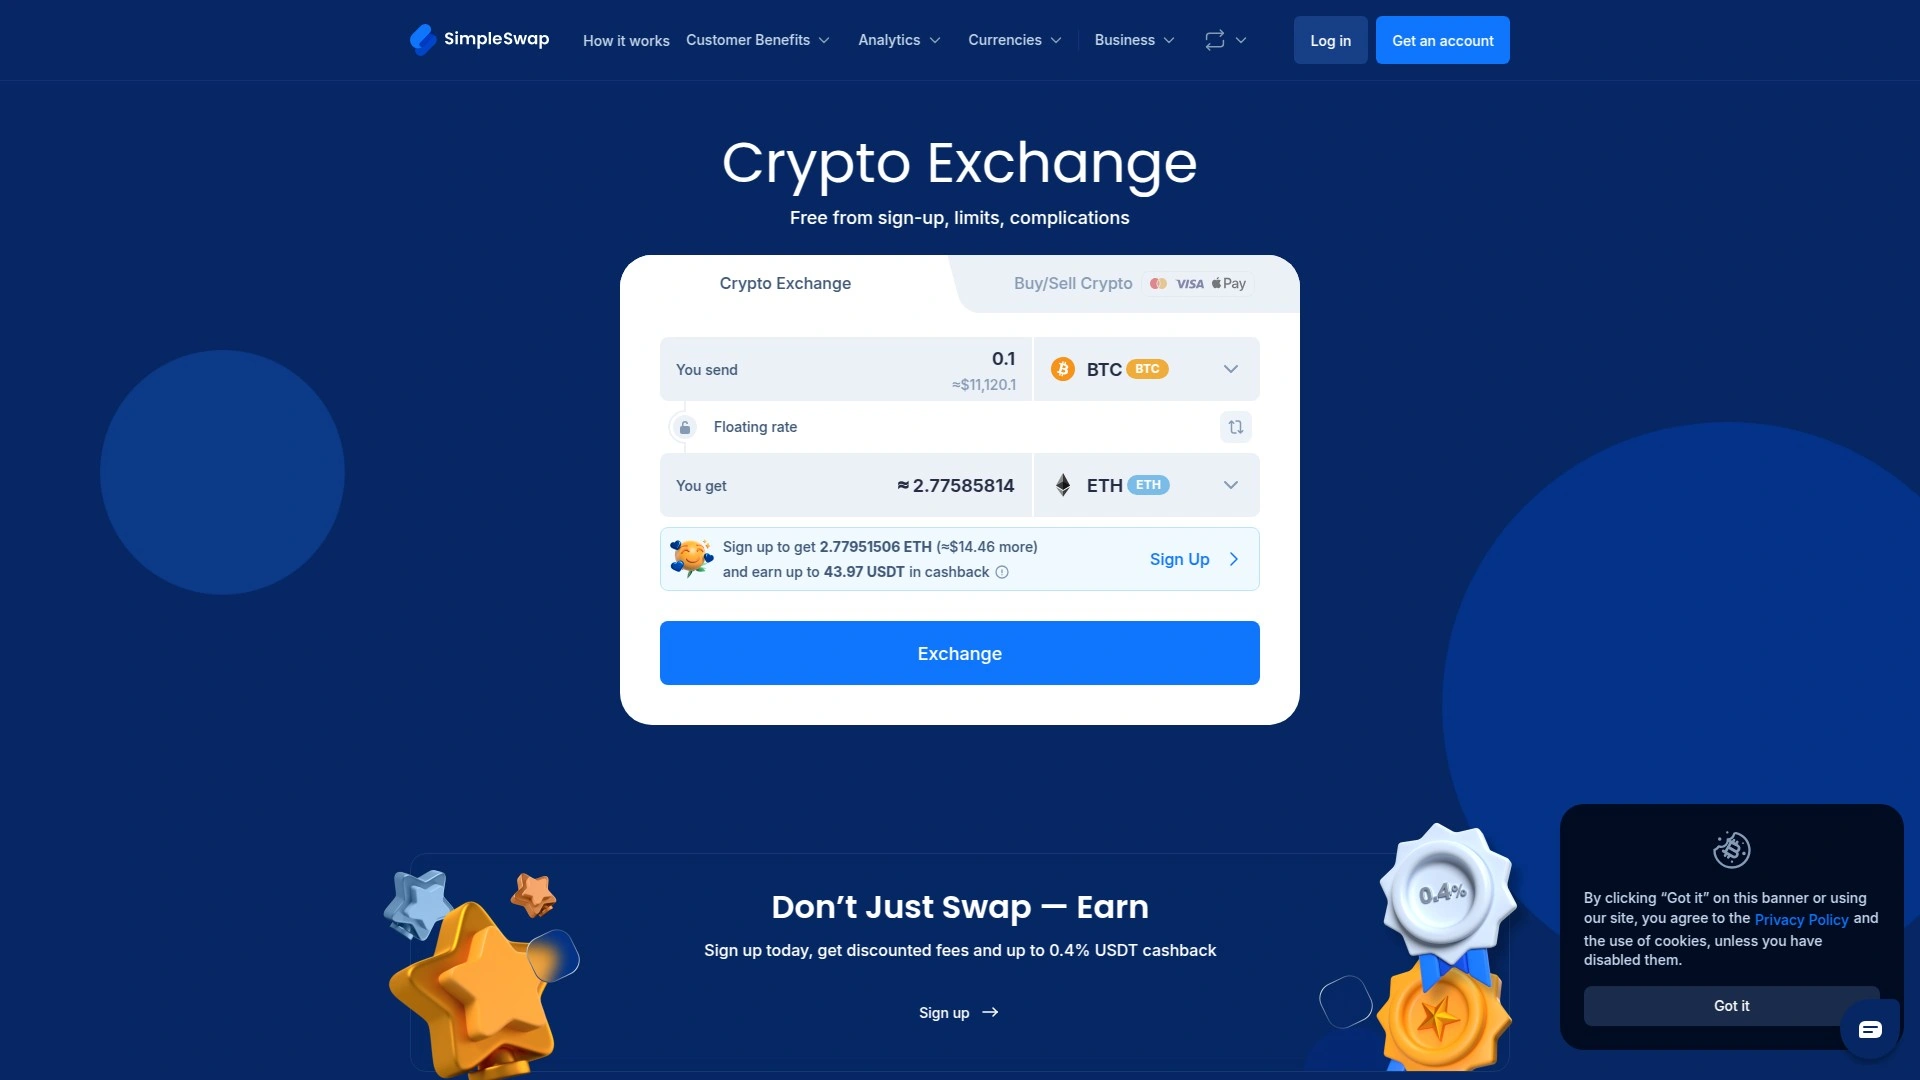 SimpleSwap
How it works
Customer Benefits
Analytics
Currencies
Business
Log in
Get an account
Crypto Exchange
Free from sign-up, limits, complications
Crypto Exchange
Buy/Sell Crypto
VISA
Pay
You send
0.1
≈$11,120.1
BTC BTC
Floating rate
You get
≈ 2.77585814
ETH ETH
Sign up to get 2.77951506 ETH (≈$14.46 more)
and earn up to 43.97 USDT in cashback
Sign Up
Exchange
Don’t Just Swap — Earn
Sign up today, get discounted fees and up to 0.4% USDT cashback
Sign up
0.4%
By clicking “Got it” on this banner or using
our site, you agree to the Privacy Policy and
the use of cookies, unless you have
disabled them.
Got it